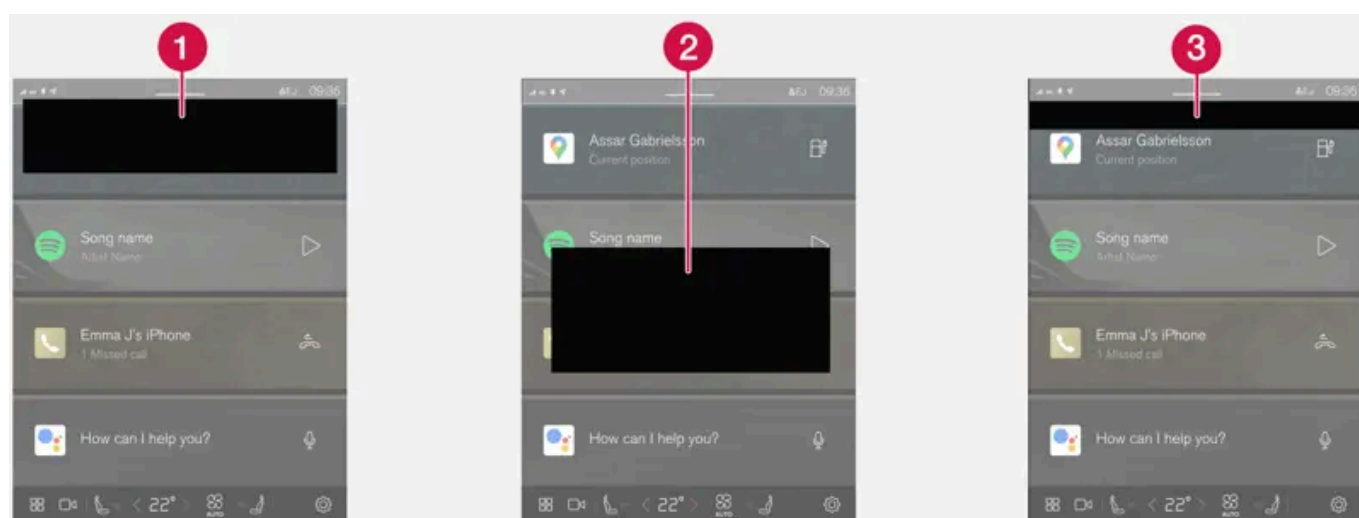 1
2
3
09:36
Song name
Artist Name
Emma J's iPhone
1 Missed call
How can I help you?
22°
AUTO
09:36
Assar Gabrielsson
Current position
Song name
How can I help you?
22°
AUTO
09:36
Assar Gabrielsson
Current position
Song name
Artist Name
Emma J's iPhone
1 Missed call
How can I help you?
22°
AUTO